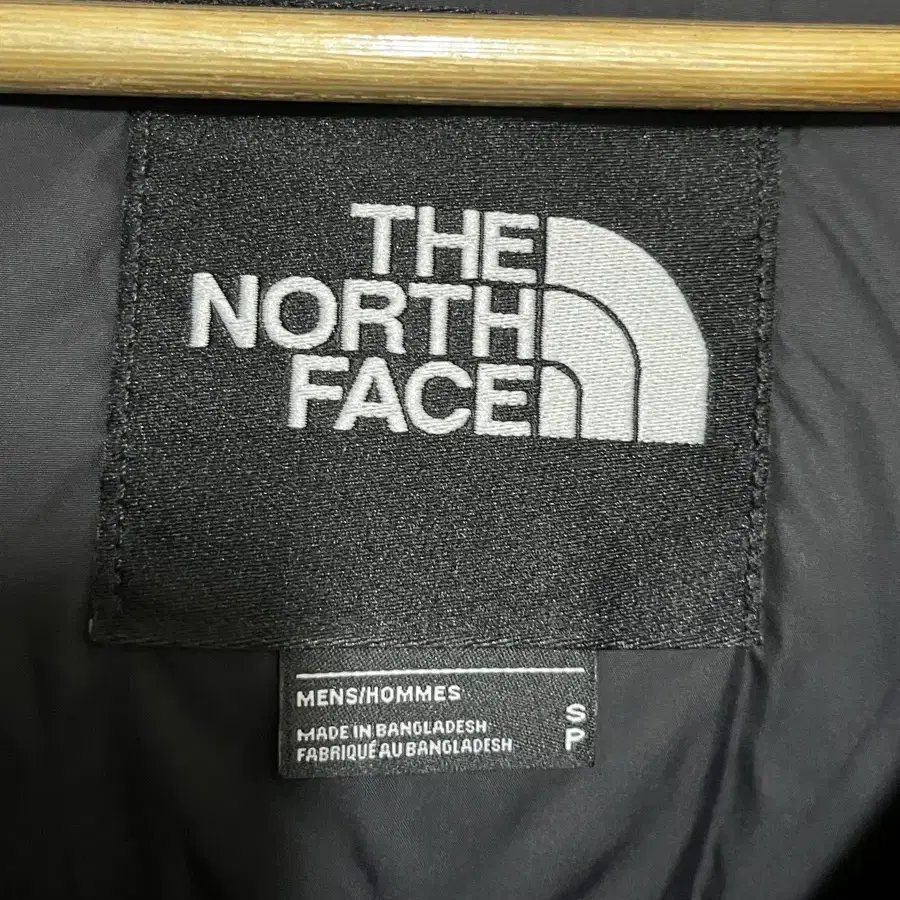 THE
NORTH
FACE
MENS/HOMMES
MADE IN BANGLADESH
FABRIQUÉ AU BANGLADESH
S
P